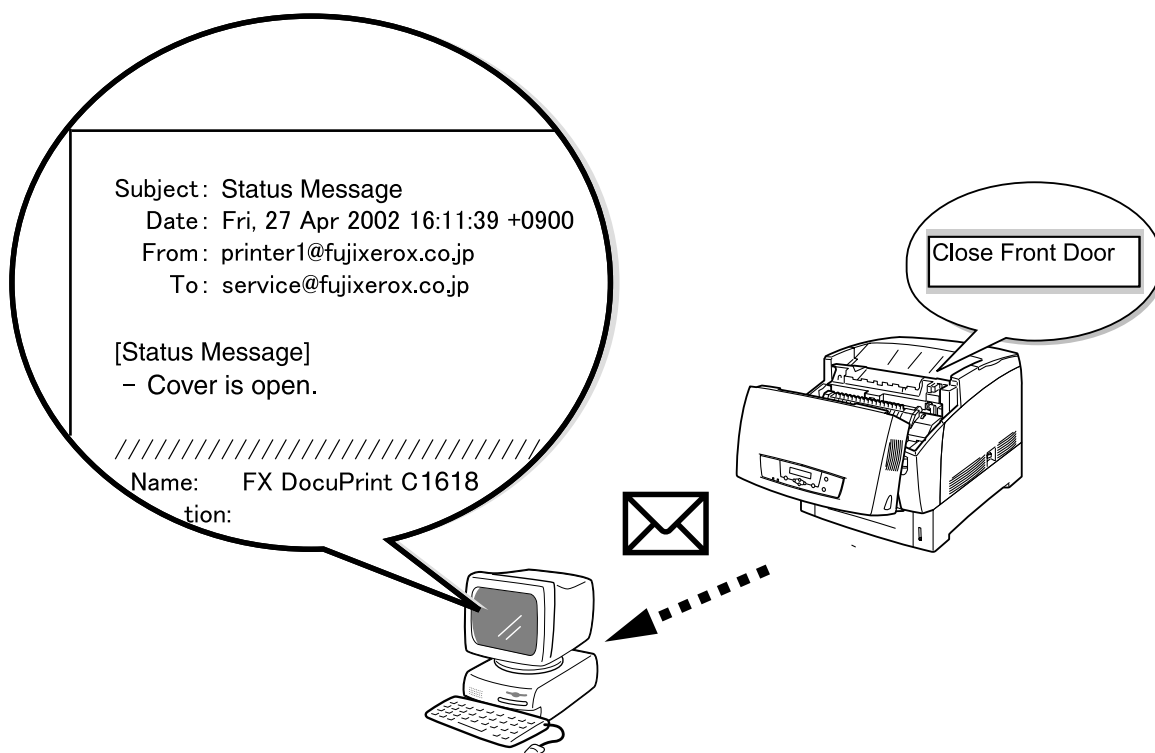 Subject: Status Message
Date: Fri, 27 Apr 2002 16:11:39 +0900
From: printer1@fujixerox.co.jp
To: service@fujixerox.co.jp
[Status Message]
- Cover is open.
/////////////////////////////////
Name: FX DocuPrint C1618
tion:
Close Front Door